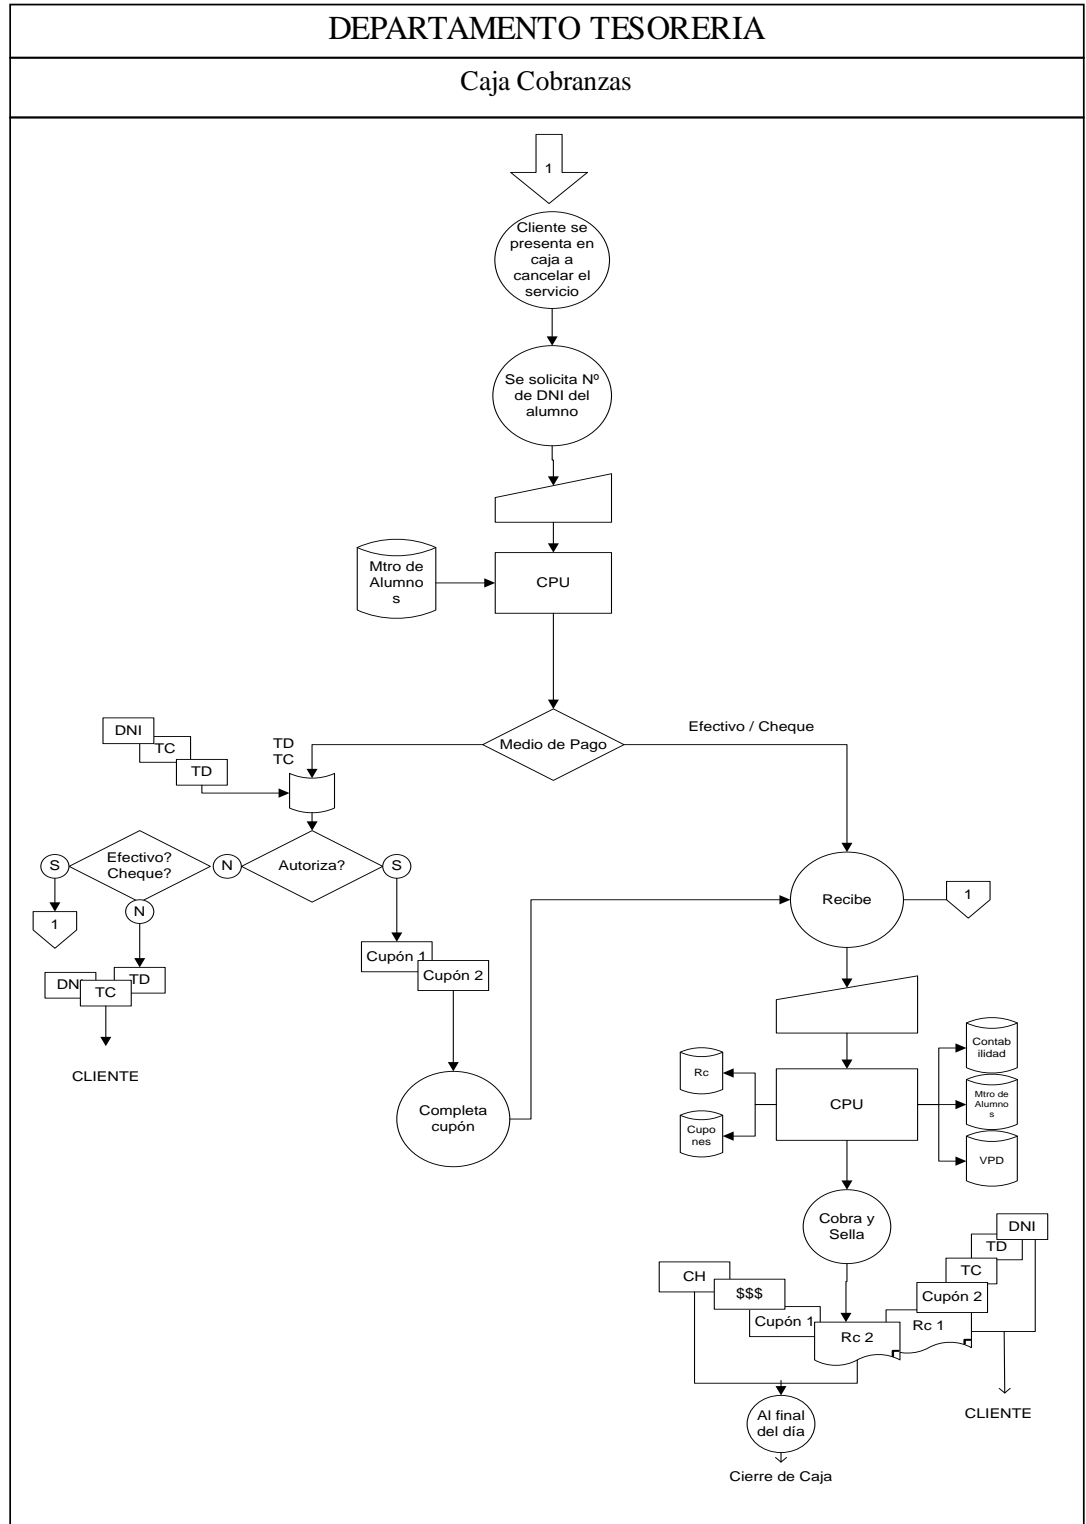 DEPARTAMENTO TESORERIA
Caja Cobranzas
1
Cliente se
presenta en
caja a
cancelar el
servicio
Se solicita Nº
de DNI del
alumno
Mtro de
Alumno
s
CPU
Medio de Pago
Efectivo / Cheque
TD
TC
DNI
TC
TD
Efectivo?
Cheque?
S
N
Autoriza?
S
1
N
DN
TC
TD
CLIENTE
Cupón 1
Cupón 2
Completa
cupón
Recibe
1
Rc
Cupo
nes
CPU
Contab
ilidad
Mtro de
Alumno
s
VPD
Cobra y
Sella
CH
$$$
Cupón 1
Rc 2
DNI
TD
TC
Cupón 2
Rc 1
CLIENTE
Al final
del día
Cierre de Caja